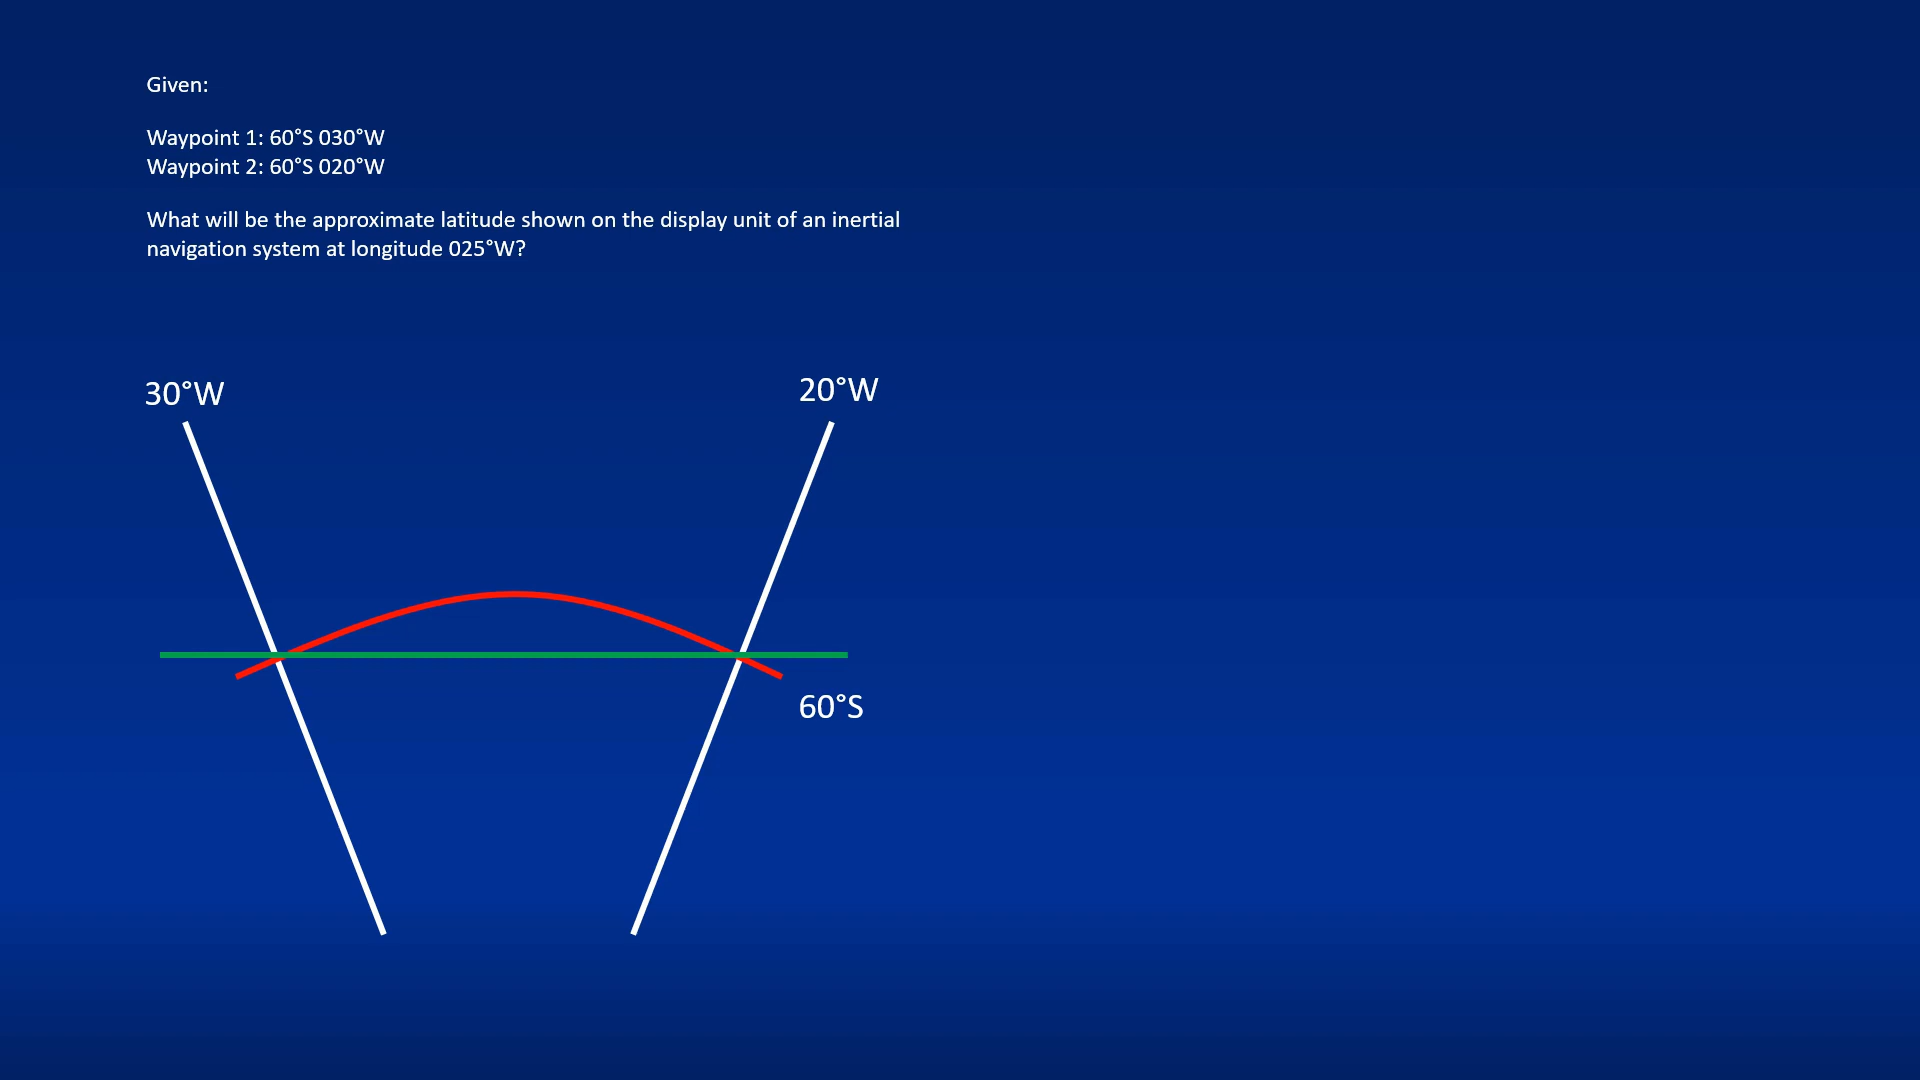 Given:
Waypoint 1: 60°S 030°W
Waypoint 2: 60°S 020°W
What will be the approximate latitude shown on the display unit of an inertial
navigation system at longitude 025°W?
30°W
20°W
60°S